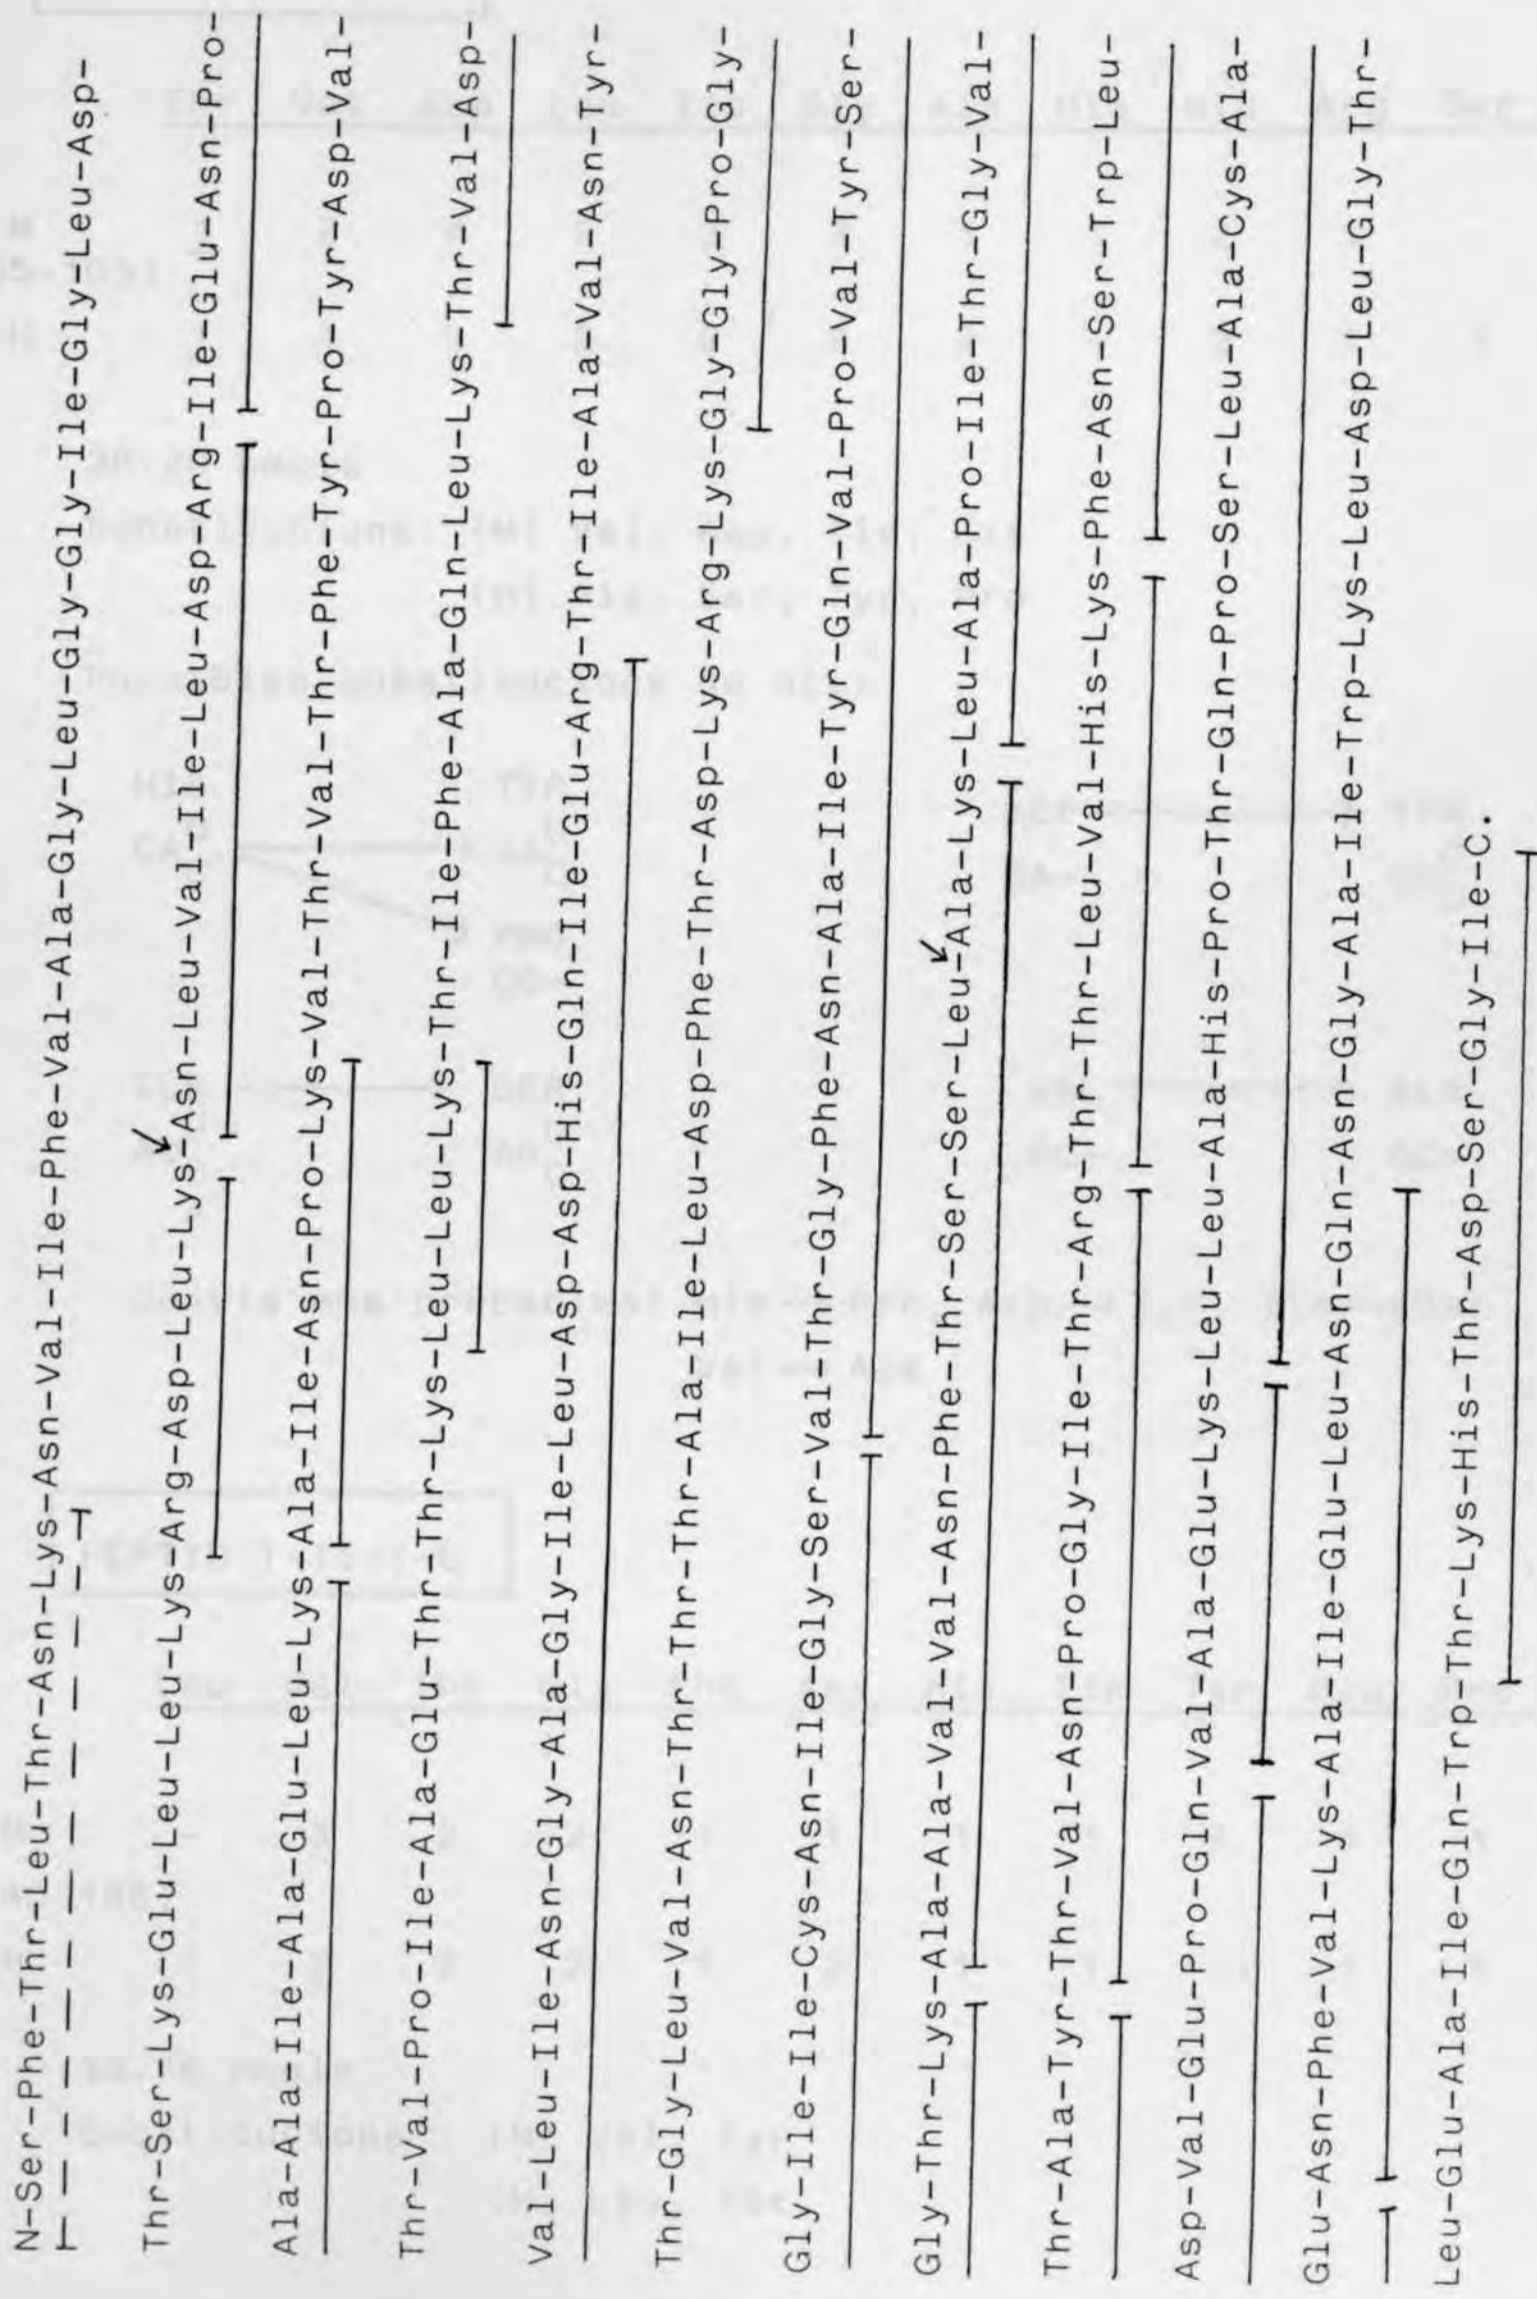 N-Ser-Phe-Thr-Leu-Thr-Asn-Lys-Asn-Val-Ile-Phe-Val-Ala-Gly-Leu-Gly-Gly-Ile-Gly-Leu-Asp-
Thr-Ser-Lys-Glu-Leu-Leu-Lys-Arg-Asp-Leu-Lys-Asn-Leu-Val-Ile-Leu-Asp-Arg-Ile-Glu-Asn-Pro-
Ala-Ala-Ile-Ala-Glu-Leu-Lys-Ala-Ile-Asn-Pro-Lys-Val-Thr-Val-Thr-Phe-Tyr-Pro-Tyr-Asp-Val-
Thr-Val-Pro-Ile-Ala-Glu-Thr-Thr-Lys-Leu-Leu-Lys-Thr-Ile-Phe-Ala-Gln-Leu-Lys-Thr-Val-Asp-
Val-Leu-Ile-Asn-Gly-Ala-Gly-Ile-Leu-Asp-Asp-His-Gln-Ile-Glu-Arg-Thr-Ile-Ala-Val-Asn-Tyr-
Thr-Gly-Leu-Val-Asn-Thr-Thr-Thr-Ala-Ile-Leu-Asp-Phe-Thr-Asp-Lys-Arg-Lys-Gly-Gly-Pro-Gly-
Gly-Ile-Ile-Cys-Asn-Ile-Gly-Ser-Val-Thr-Gly-Phe-Asn-Ala-Ile-Tyr-Gln-Val-Pro-Val-Tyr-Ser-
Gly-Thr-Lys-Ala-Ala-Val-Val-Asn-Phe-Thr-Ser-Ser-Leu-Ala-Lys-Leu-Ala-Pro-Ile-Thr-Gly-Val-
Thr-Ala-Tyr-Thr-Val-Asn-Pro-Gly-Ile-Thr-Arg-Thr-Thr-Leu-Val-His-Lys-Phe-Asn-Ser-Trp-Leu-
Asp-Val-Glu-Pro-Gln-Val-Ala-Glu-Lys-Leu-Leu-Ala-His-Pro-Thr-Gln-Pro-Ser-Leu-Ala-Cys-Ala-
Glu-Asn-Phe-Val-Lys-Ala-Ile-Glu-Leu-Asn-Gln-Asn-Gly-Ala-Ile-Trp-Lys-Leu-Asp-Leu-Gly-Thr-
Leu-Glu-Ala-Ile-Gln-Trp-Thr-Lys-His-Thr-Asp-Ser-Gly-Ile-C.